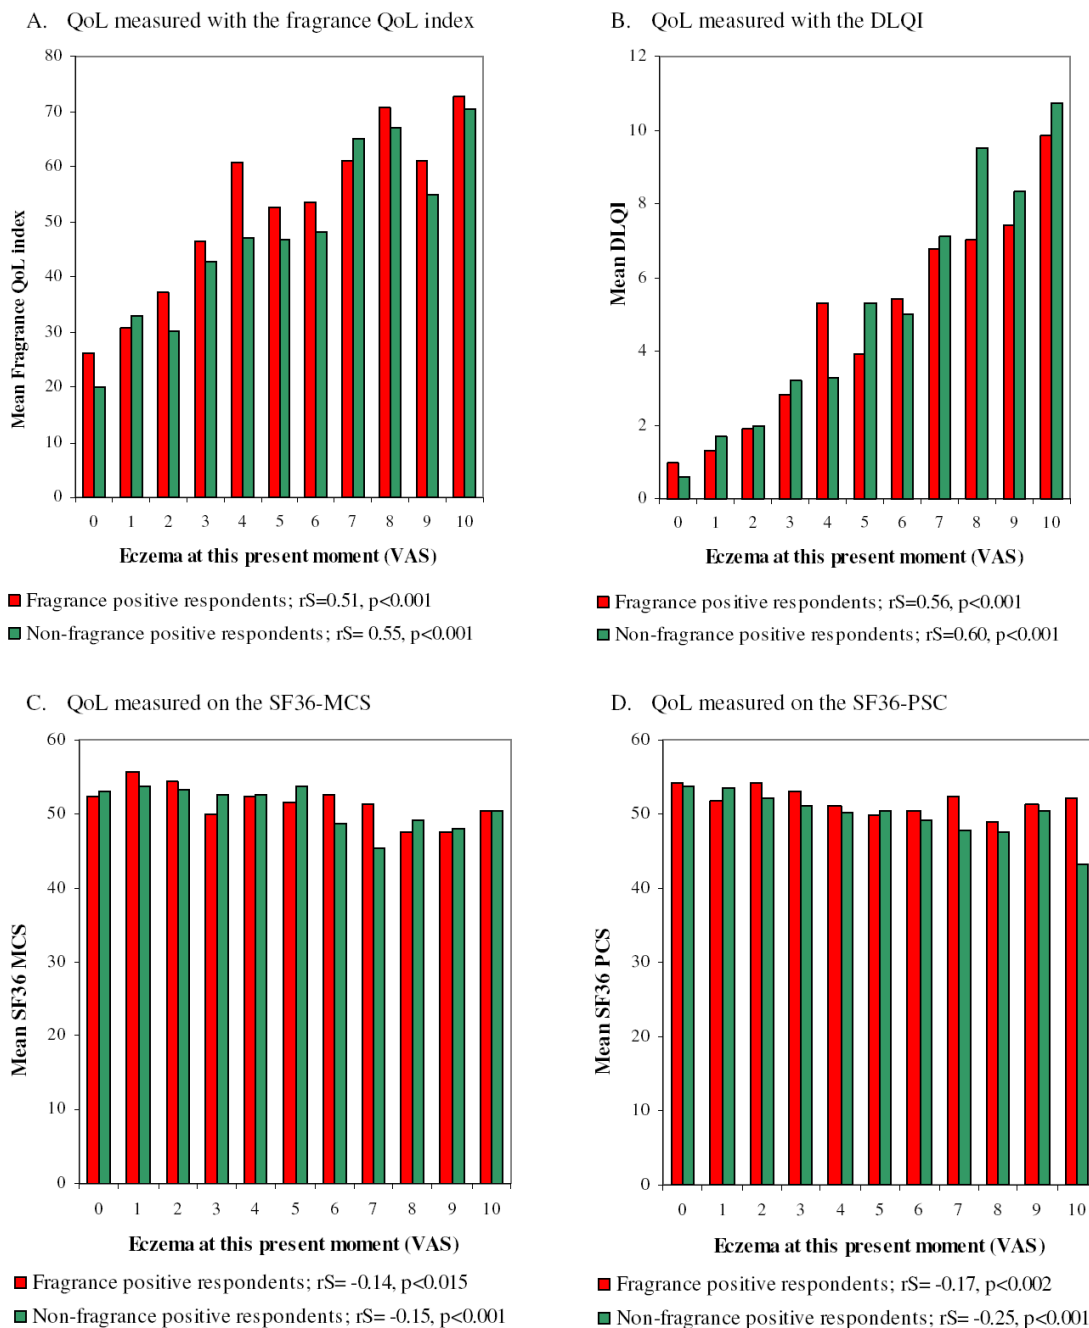 A. QoL measured with the fragrance QoL index
80
70
60
50
40
30
20
10
0
Mean Fragrance QoL index
0 1 2 3 4 5 6 7 8 9 10
Eczema at this present moment (VAS)
Fragrance positive respondents; rS=0.51, p<0.001
Non-fragrance positive respondents; rS= 0.55, p<0.001
B. QoL measured with the DLQI
12
10
8
6
4
2
0
Mean DLQI
0 1 2 3 4 5 6 7 8 9 10
Eczema at this present moment (VAS)
Fragrance positive respondents; rS=0.56, p<0.001
Non-fragrance positive respondents; rS=0.60, p<0.001
C. QoL measured on the SF36-MCS
60
50
40
30
20
10
0
Mean SF36 MCS
0 1 2 3 4 5 6 7 8 9 10
Eczema at this present moment (VAS)
Fragrance positive respondents; rS= -0.14, p<0.015
Non-fragrance positive respondents; rS= -0.15, p<0.001
D. QoL measured on the SF36-PSC
60
50
40
30
20
10
0
Mean SF36 PCS
0 1 2 3 4 5 6 7 8 9 10
Eczema at this present moment (VAS)
Fragrance positive respondents; rS= -0.17, p<0.002
Non-fragrance positive respondents; rS= -0.25, p<0.001